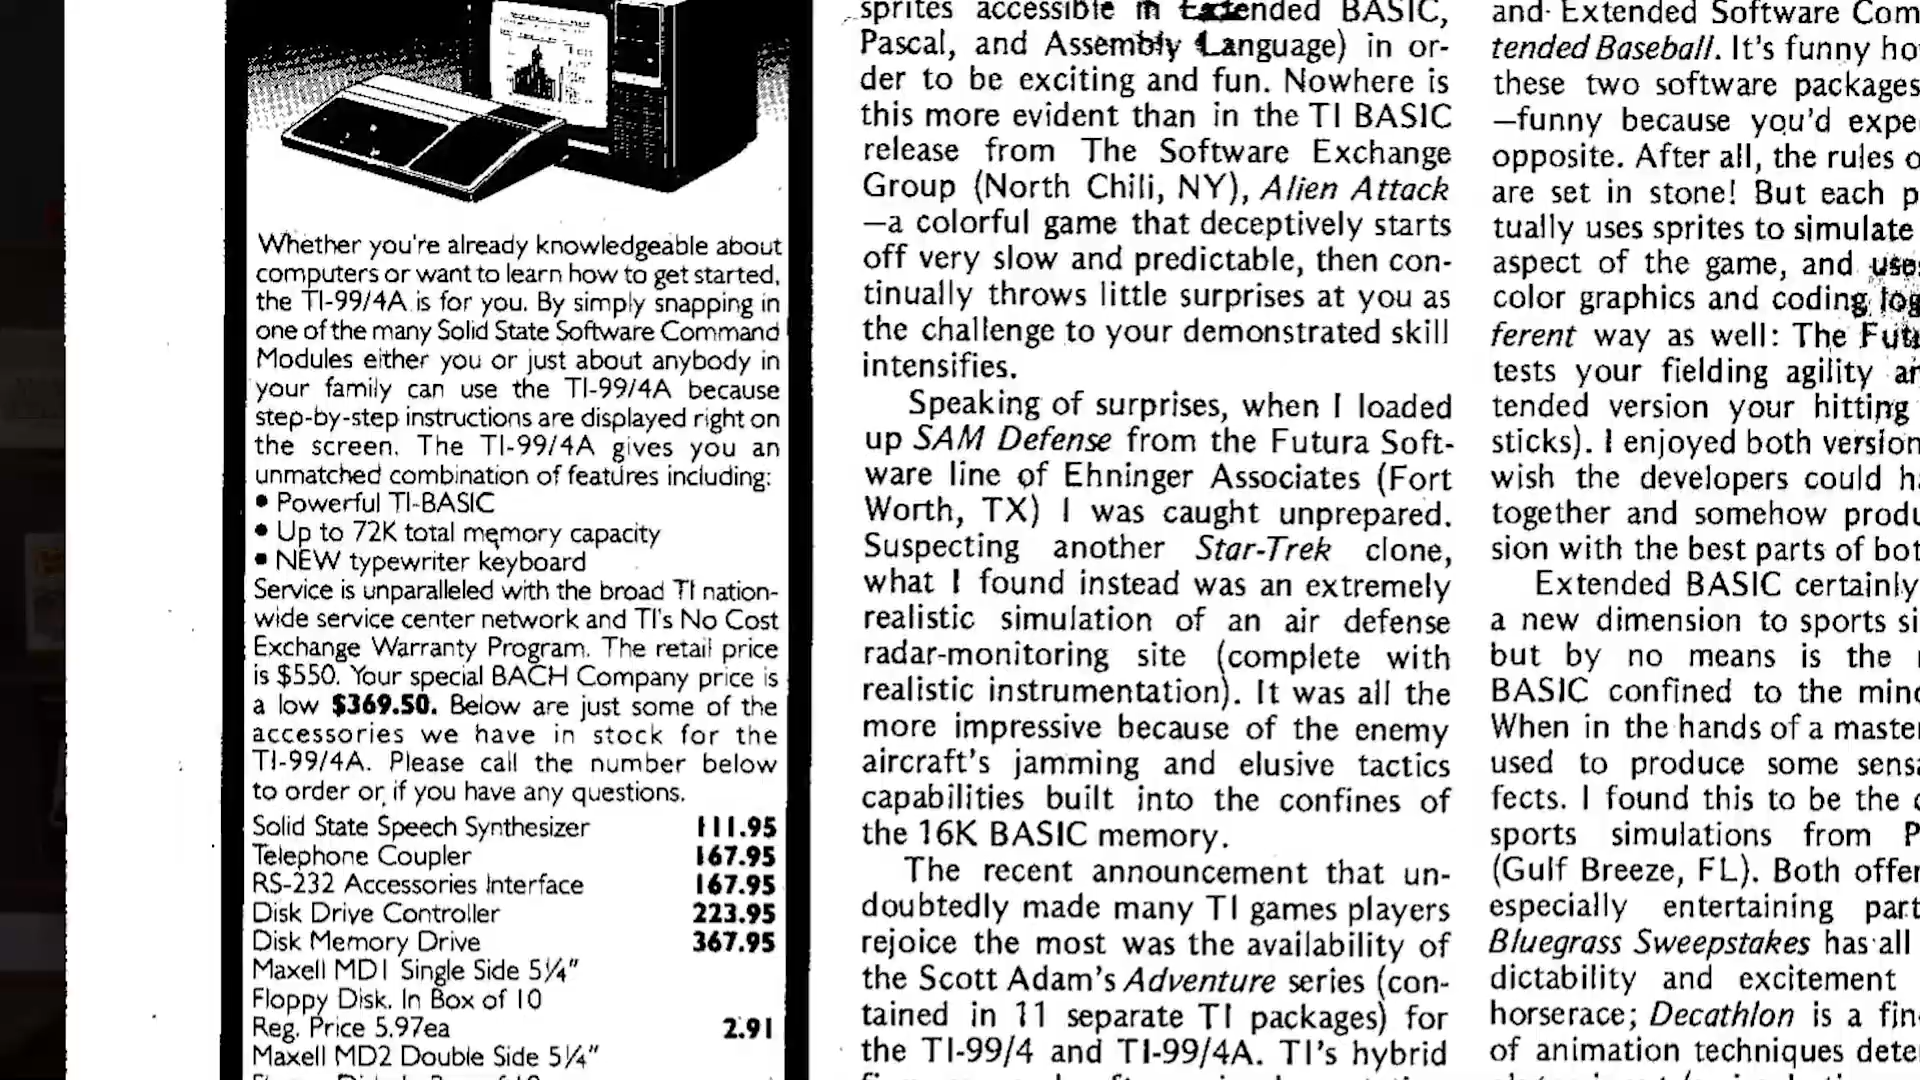 Whether you're already knowledgeable about
computers or want to learn how to get started,
the TI-99/4A is for you. By simply snapping in
one of the many Solid State Software Command
Modules either you or just about anybody in
your family can use the TI-99/4A because
step-by-step instructions are displayed right on
the screen. The TI-99/4A gives you an
unmatched combination of features including:
• Powerful TI-BASIC
• Up to 72K total memory capacity
• NEW typewriter keyboard
Service is unparalleled with the broad TI nation-
wide service center network and TI's No Cost
Exchange Warranty Program. The retail price
is $550. Your special BACH Company price is
a low $369.50. Below are just some of the
accessories we have in stock for the
TI-99/4A. Please call the number below
to order or if you have any questions.
Solid State Speech Synthesizer 111.95
Telephone Coupler 167.95
RS-232 Accessories Interface 167.95
Disk Drive Controller 223.95
Disk Memory Drive 367.95
Maxell MD1 Single Side 5¼"
Floppy Disk. In Box of 10
Reg. Price 5.97ea 2.91
Maxell MD2 Double Side 5¼"
sprites accessible in Extended BASIC,
Pascal, and Assembly Language) in or-
der to be exciting and fun. Nowhere is
this more evident than in the TI BASIC
release from The Software Exchange
Group (North Chili, NY), Alien Attack
—a colorful game that deceptively starts
off very slow and predictable, then con-
tinually throws little surprises at you as
the challenge to your demonstrated skill
intensifies.
Speaking of surprises, when I loaded
up SAM Defense from the Futura Soft-
ware line of Ehninger Associates (Fort
Worth, TX) I was caught unprepared.
Suspecting another Star-Trek clone,
what I found instead was an extremely
realistic simulation of an air defense
radar-monitoring site (complete with
realistic instrumentation). It was all the
more impressive because of the enemy
aircraft's jamming and elusive tactics
capabilities built into the confines of
the 16K BASIC memory.
The recent announcement that un-
doubtedly made many TI games players
rejoice the most was the availability of
the Scott Adam's Adventure series (con-
tained in 11 separate TI packages) for
the TI-99/4 and TI-99/4A. TI's hybrid
and Extended Software Com
tended Baseball. It's funny ho
these two software packages
—funny because you'd expe
opposite. After all, the rules o
are set in stone! But each p
tually uses sprites to simulate
aspect of the game, and use
color graphics and coding log
ferent way as well: The Futu
tests your fielding agility an
tended version your hitting
sticks). I enjoyed both version
wish the developers could ha
together and somehow produ
sion with the best parts of bot
Extended BASIC certainly
a new dimension to sports si
but by no means is the
BASIC confined to the mind
When in the hands of a master
used to produce some sensa
fects. I found this to be the c
sports simulations from P
(Gulf Breeze, FL). Both offer
especially entertaining part
Bluegrass Sweepstakes has all
dictability and excitement
horserace; Decathlon is a fin
of animation techniques dete